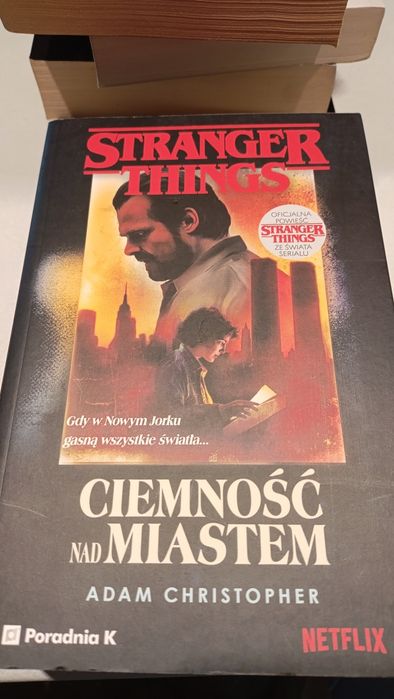 STRANGER
THINGS
OFICJALNA
POWIEŚĆ
STRANGER
THINGS
ZE ŚWIATA
SERIALU
Gdy w Nowym Jorku
gasną wszystkie światła...
CIEMNOŚĆ
NAD MIASTEM
ADAM CHRISTOPHER
Poradnia K
NETFLIX